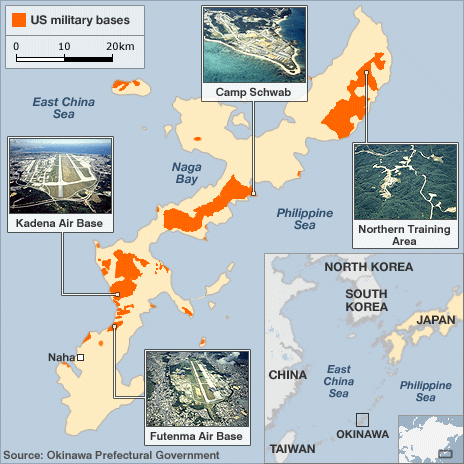 US military bases
0 10 20km
East China
Sea
Camp Schwab
Naga
Bay
Kadena Air Base
Philippine
Sea
Northern Training
Area
Naha
Futenma Air Base
NORTH KOREA
SOUTH
KOREA
JAPAN
CHINA
East
China
Sea
Philippine
Sea
OKINAWA
TAIWAN
Source: Okinawa Prefectural Government